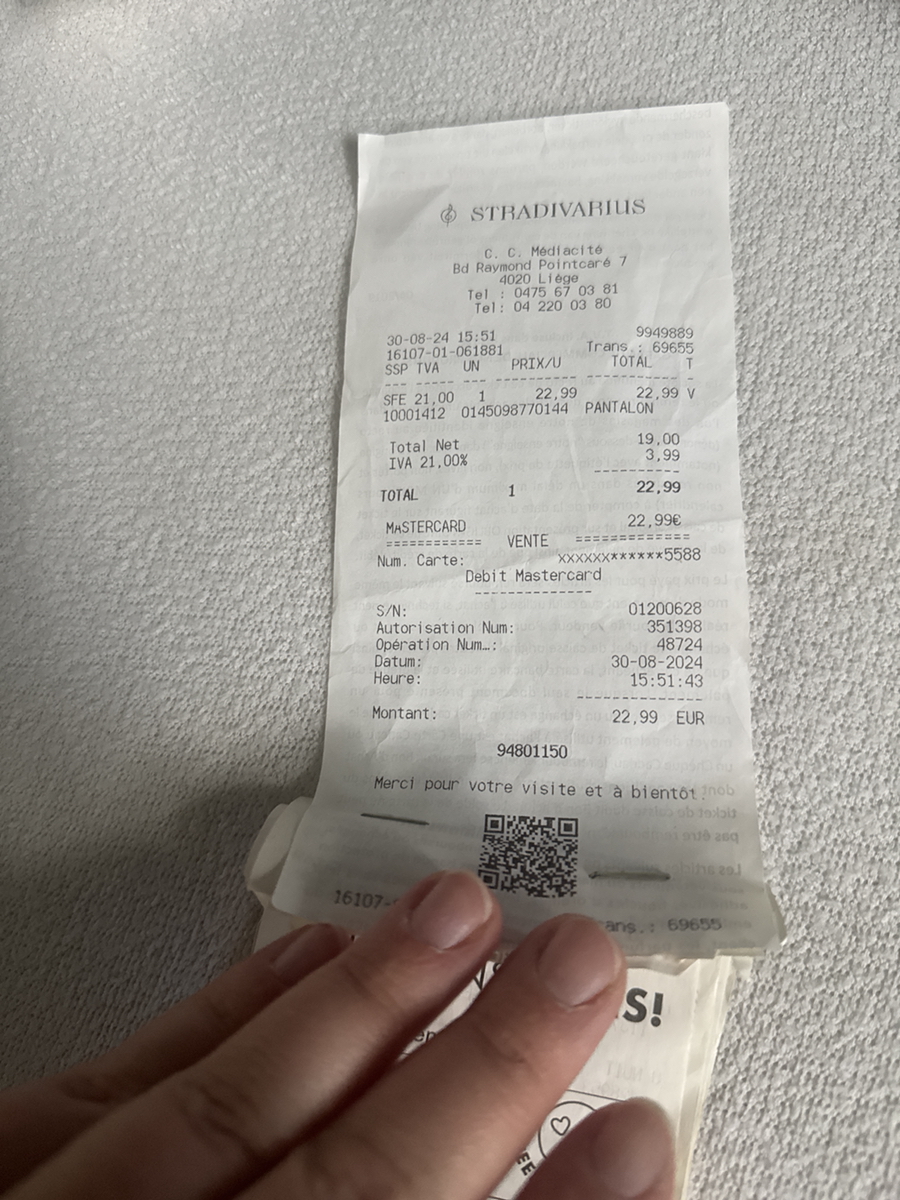 STRADIVARIUS
C. C. Médiacité
Bd Raymond Pointcaré 7
4020 Liége
Tel : 0475 67 03 81
Tel: 04 220 03 80
30-08-24 15:51 9949889
16107-01-061881 Trans.: 69655
SSP TVA UN PRIX/U TOTAL T
--- --- --- --------- ---------- -
SFE 21,00 1 22,99 22,99 V
10001412 0145098770144 PANTALON
Total Net 19,00
IVA 21,00% 3,99
----------
TOTAL 1 22,99
MASTERCARD 22,99€
============ VENTE =============
Num. Carte: xxxxxx******5588
Debit Mastercard
--------------
S/N: 01200628
Autorisation Num: 351398
Opération Num…: 48724
Datum: 30-08-2024
Heure: 15:51:43
---------------
Montant: 22,99 EUR
94801150
Merci pour votre visite et à bientôt.
16107- ans.: 69655
S!